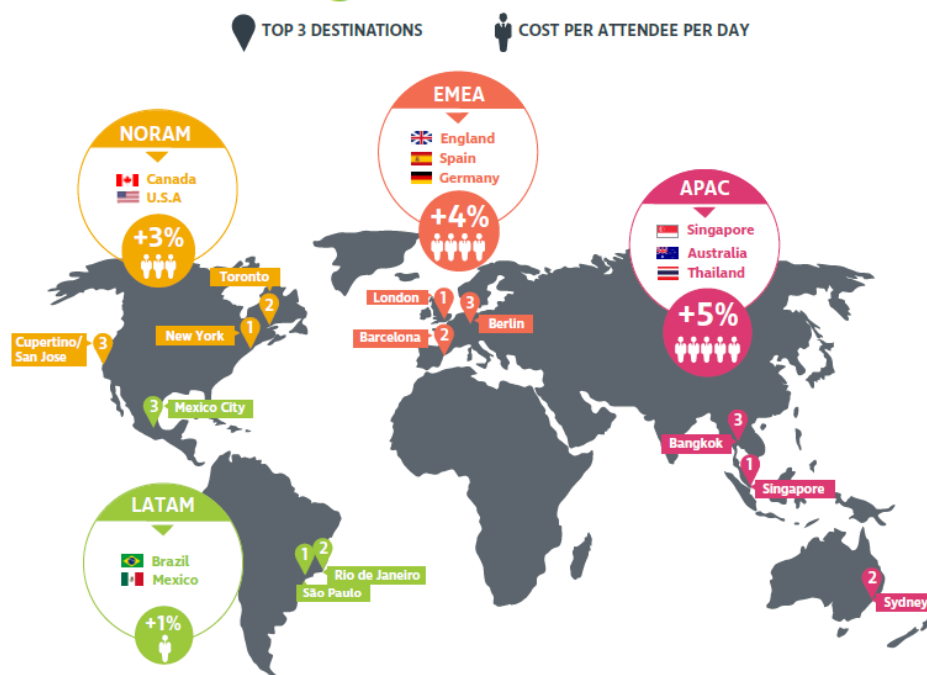 TOP 3 DESTINATIONS
COST PER ATTENDEE PER DAY
EMEA
England
Spain
Germany
+4%
NORAM
Canada
U.S.A
+3%
APAC
Singapore
Australia
Thailand
+5%
Toronto
2
London
1
3
Berlin
New York
1
Barcelona
2
Cupertino/
San Jose
3
3
Mexico City
3
Bangkok
1
Singapore
LATAM
Brazil
Mexico
+1%
1
2
Rio de Janeiro
São Paulo
2
Sydney